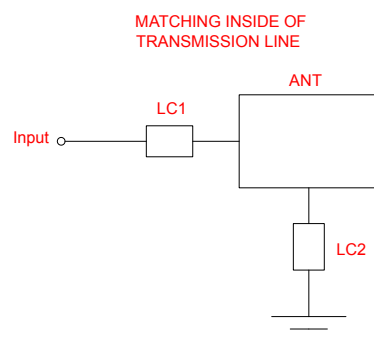 MATCHING INSIDE OF
TRANSMISSION LINE
ANT
LC1
Input
LC2